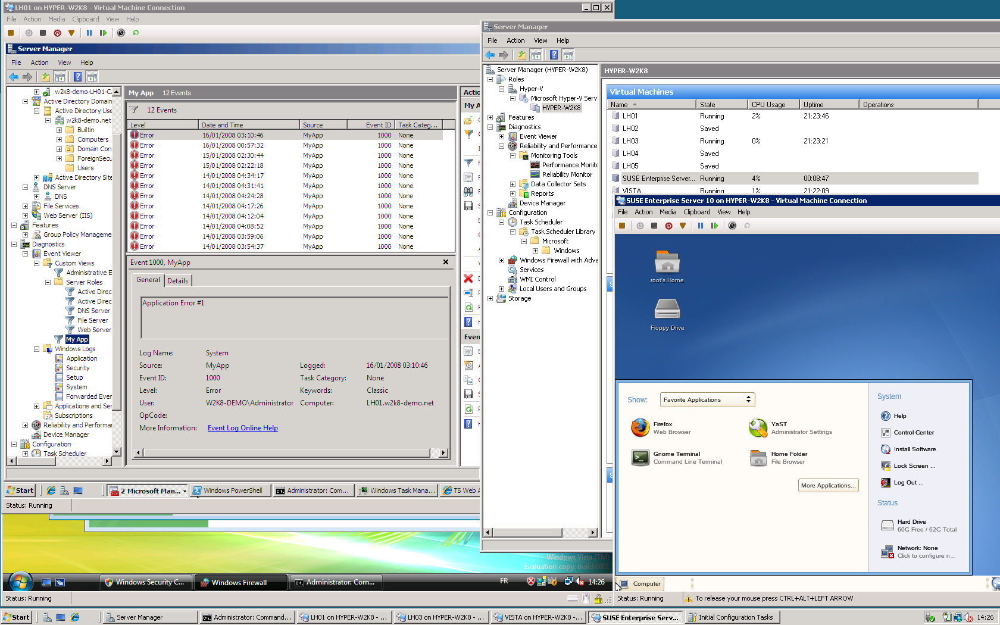 LH01 on HYPER-W2K8 - Virtual Machine Connection
File Action Media Clipboard View Help
Server Manager
File Action View Help
w2k8-demo-LH01-C
Active Directory Domain
Active Directory Use
w2k8-demo.net
Builtin
Computers
Domain Con
ForeignSecu
Users
Active Directory Site
DNS Server
DNS
File Services
Web Server (IIS)
Features
Group Policy Manageme
Diagnostics
Event Viewer
Custom Views
Administrative E
Server Roles
Active Direc
Active Direc
DNS Server
File Server
Web Server
My App
Windows Logs
Application
Security
Setup
System
Forwarded Ever
Applications and Ser
Subscriptions
Reliability and Performa
Device Manager
Configuration
Task Scheduler
My App 12 Events
12 Events
Level Date and Time Source Event ID Task Categ...
Error 16/01/2008 03:10:46 MyApp 1000 None
Error 16/01/2008 00:57:32 MyApp 1000 None
Error 15/01/2008 02:30:44 MyApp 1000 None
Error 15/01/2008 02:22:18 MyApp 1000 None
Error 14/01/2008 04:34:17 MyApp 1000 None
Error 14/01/2008 04:31:41 MyApp 1000 None
Error 14/01/2008 04:24:28 MyApp 1000 None
Error 14/01/2008 04:17:26 MyApp 1000 None
Error 14/01/2008 04:12:04 MyApp 1000 None
Error 14/01/2008 04:08:52 MyApp 1000 None
Error 14/01/2008 03:59:06 MyApp 1000 None
Error 14/01/2008 03:54:37 MyApp 1000 None
Event 1000, MyApp
General Details
Application Error #1
Log Name: System
Source: MyApp Logged: 16/01/2008 03:10:46
Event ID: 1000 Task Category: None
Level: Error Keywords: Classic
User: W2K8-DEMO\Administrator Computer: LH01.w2k8-demo.net
OpCode:
More Information: Event Log Online Help
Actio
My A
Even
Start 2 Microsoft Man... Windows PowerShell Administrator: Com... Windows Task Mana... TS Web A
Status: Running
Windows Vista (TM)
Evaluation copy. Build 6001
Windows Security C... Windows Firewall Administrator: Com... FR 14:26
Status: Running
Server Manager
File Action View Help
Server Manager (HYPER-W2K8)
Roles
Hyper-V
Microsoft Hyper-V Serv
HYPER-W2K8
Features
Diagnostics
Event Viewer
Reliability and Performance
Monitoring Tools
Performance Monito
Reliability Monitor
Data Collector Sets
Reports
Device Manager
Configuration
Task Scheduler
Task Scheduler Library
Microsoft
Windows
Windows Firewall with Adva
Services
WMI Control
Local Users and Groups
Storage
HYPER-W2K8
Virtual Machines
Name State CPU Usage Uptime Operations
LH01 Running 2% 21:23:46
LH02 Saved
LH03 Running 0% 21:23:21
LH04 Saved
LH05 Saved
SUSE Enterprise Server... Running 4% 00:08:47
VISTA Running 1% 21:22:09
SUSE Enterprise Server 10 on HYPER-W2K8 - Virtual Machine Connection
File Action Media Clipboard View Help
root's Home
Floppy Drive
Show: Favorite Applications
Firefox
Web Browser
YaST
Administrator Settings
Gnome Terminal
Command Line Terminal
Home Folder
File Browser
More Applications...
System
Help
Control Center
Install Software
Lock Screen ...
Log Out ...
Status
Hard Drive
60G Free / 62G Total
Network: None
Click to configure n...
Computer
Status: Running To release your mouse press CTRL+ALT+LEFT ARROW
Start Server Manager Administrator: Command... LH01 on HYPER-W2K8 - ... LH03 on HYPER-W2K8 - ... VISTA on HYPER-W2K8 - ... SUSE Enterprise Serv... Initial Configuration Tasks 14:26